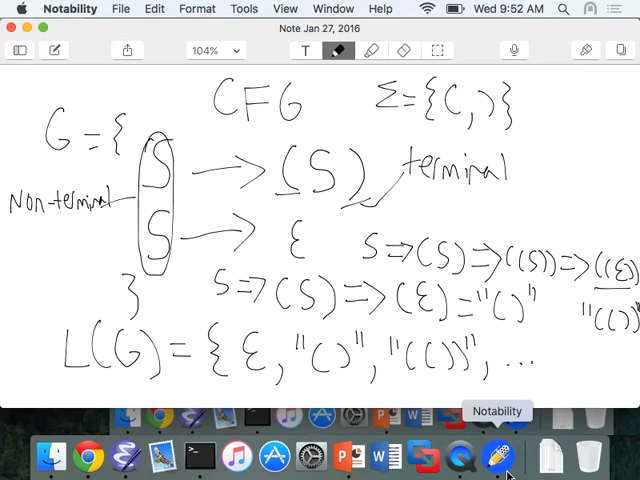 Notability File Edit Format Tools View Window Help Wed 9:52 AM
Note Jan 27, 2016
104% T
CFG Σ={(,)}
G={
S → (S) terminal
Non-terminal
S → ε S => (S) => ((S)) => ((ε))
} S => (S) => (ε) = "()" "(())"
L(G) = { ε, "()", "(())", ...
Notability